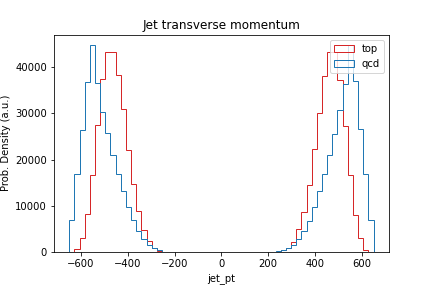 Jet transverse momentum
top
qcd
Prob. Density (a.u.)
40000
30000
20000
10000
0
−600 −400 −200 0 200 400 600
jet_pt